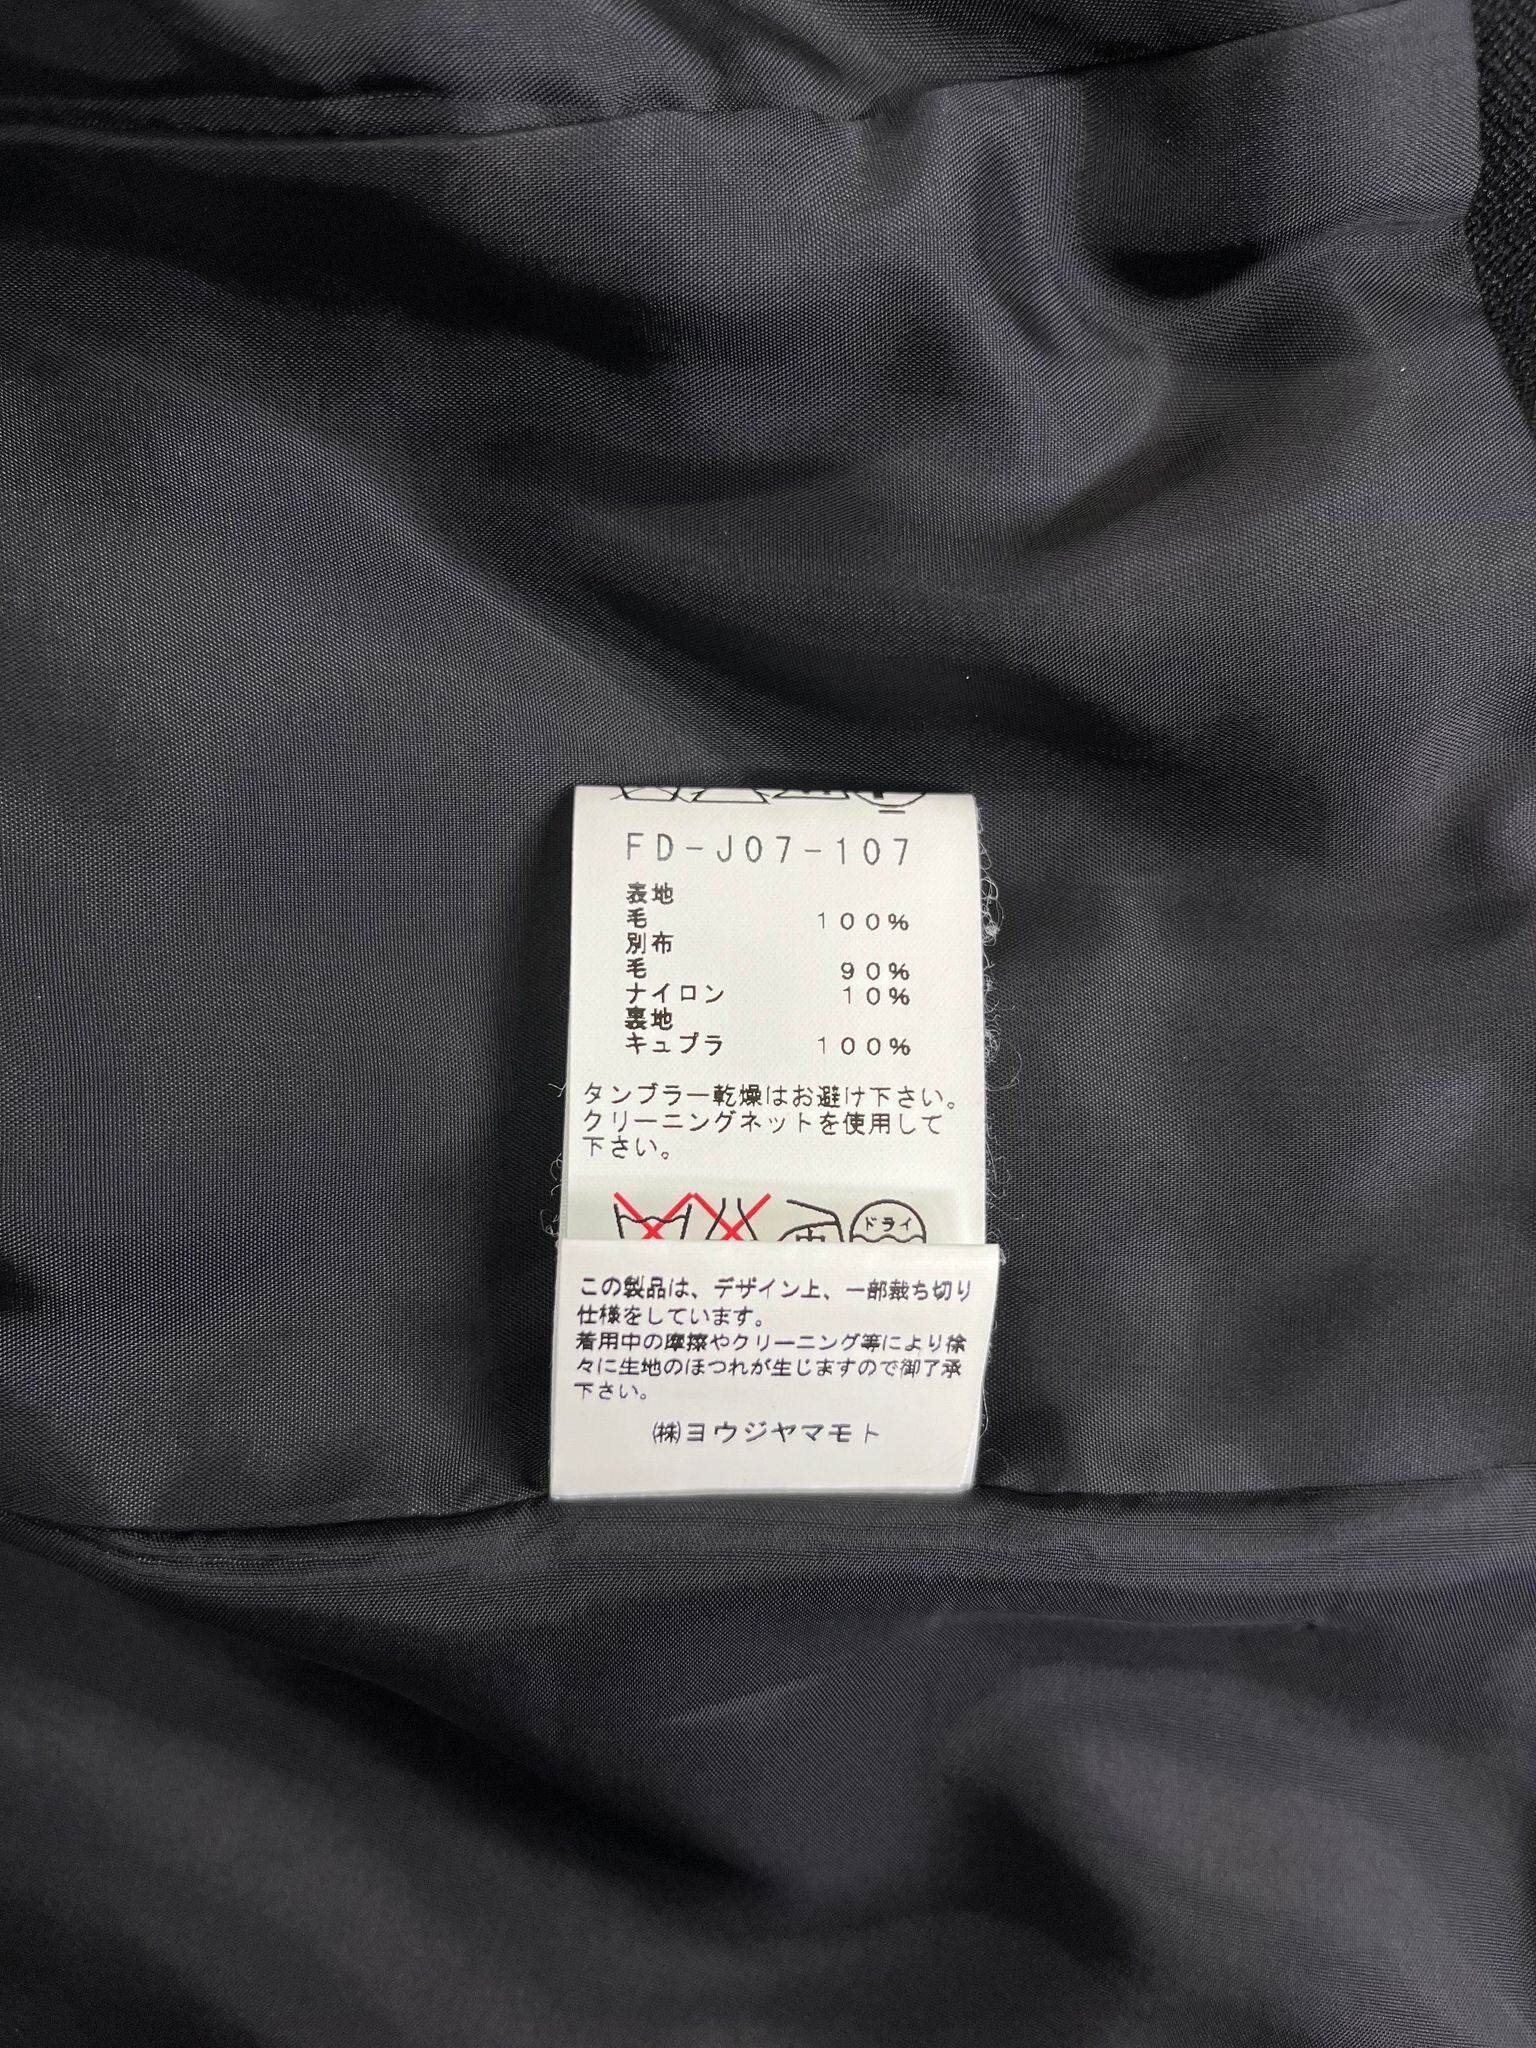 FD-J07-107
表地
毛 100%
別布
毛 90%
ナイロン 10%
裏地
キュプラ 100%
タンブラー乾燥はお避け下さい。
クリーニングネットを使用して
下さい。
ドライ
この製品は、デザイン上、一部裁ち切り
仕様をしています。
着用中の摩擦やクリーニング等により徐
々に生地のほつれが生じますので御了承
下さい。
㈱ヨウジヤマモト